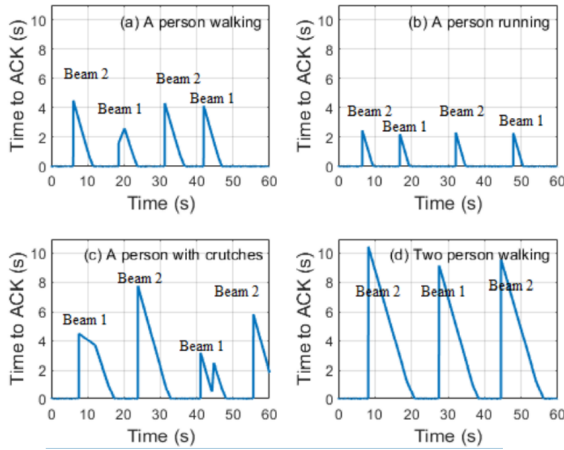 (a) A person walking
Time to ACK (s)
10
8
6
4
2
0
Beam 2
Beam 1
Beam 2
Beam 1
0 10 20 30 40 50 60
Time (s)
(b) A person running
Time to ACK (s)
10
8
6
4
2
0
Beam 2
Beam 1
Beam 2
Beam 1
0 10 20 30 40 50 60
Time (s)
(c) A person with crutches
Time to ACK (s)
10
8
6
4
2
0
Beam 1
Beam 2
Beam 1
Beam 2
0 10 20 30 40 50 60
Time (s)
(d) Two person walking
Time to ACK (s)
10
8
6
4
2
0
Beam 2
Beam 1
Beam 2
0 10 20 30 40 50 60
Time (s)